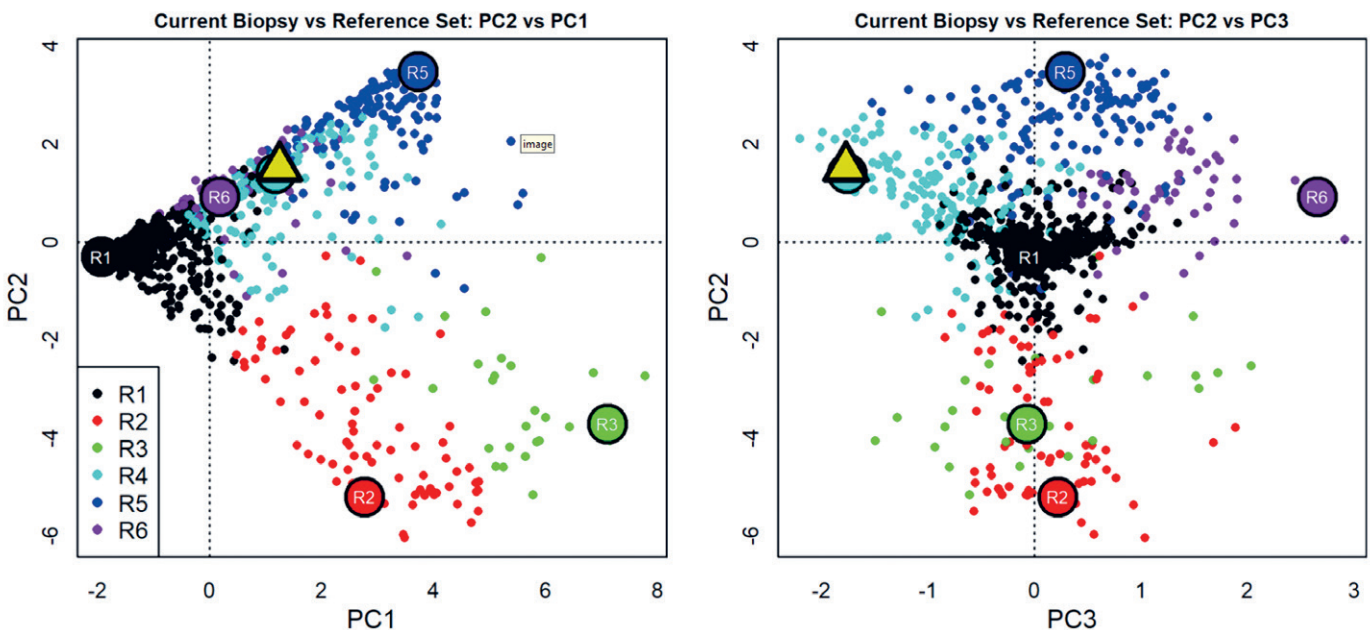 Current Biopsy vs Reference Set: PC2 vs PC1
4
2
0
-2
-4
-6
PC2
R5
image
R6
R1
R3
R2
R1
R2
R3
R4
R5
R6
-2 0 2 4 6 8
PC1
Current Biopsy vs Reference Set: PC2 vs PC3
4
2
0
-2
-4
-6
PC2
R5
R6
R1
R3
R2
-2 -1 0 1 2 3
PC3